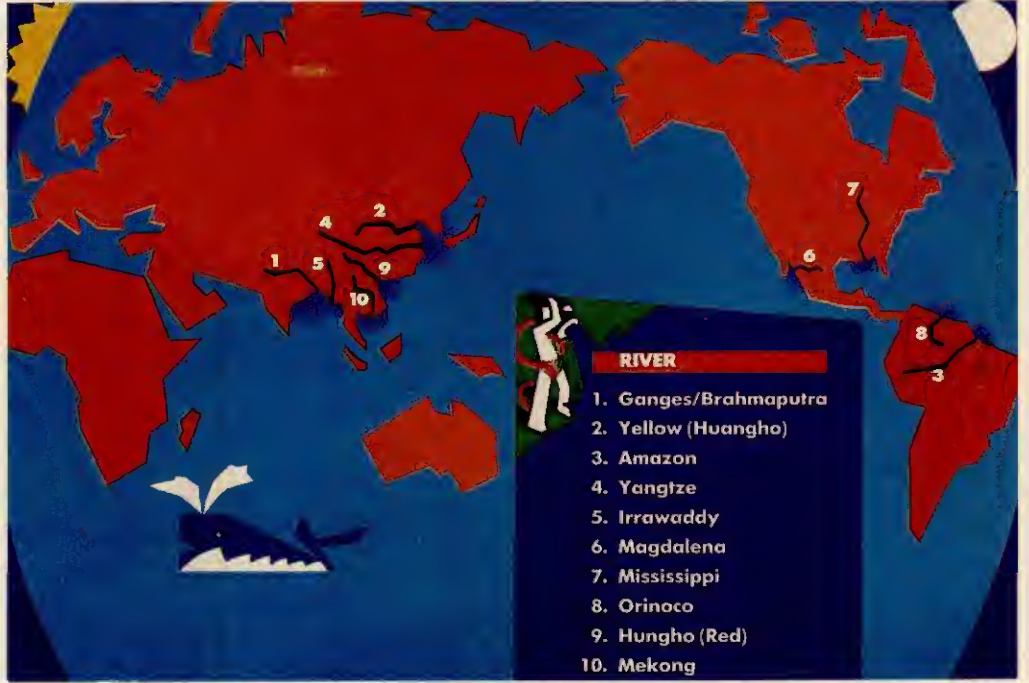 7
2
4
1
5
9
6
10
8
3
RIVER
1. Ganges/Brahmaputra
2. Yellow (Huangho)
3. Amazon
4. Yangtze
5. Irrawaddy
6. Magdalena
7. Mississippi
8. Orinoco
9. Hungho (Red)
10. Mekong